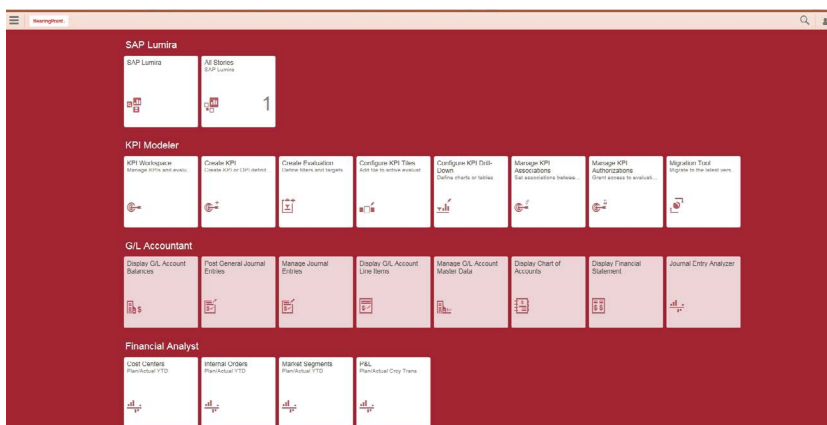 BearingPoint.
SAP Lumira
SAP Lumira
All Stories
SAP Lumira
1
KPI Modeler
KPI Workspace
Manage KPIs and evalu...
Create KPI
Create KPI or OPI definit
Create Evaluation
Define filters and targets
Configure KPI Tiles
Add tile to active evaluat
Configure KPI Drill-
Down
Define charts or tables
Manage KPI
Associations
Set associations betwee...
Manage KPI
Authorizations
Grant access to evaluati...
Migration Tool
Migrate to the latest vers
G/L Accountant
Display G/L Account
Balances
Post General Journal
Entries
Manage Journal
Entries
Display G/L Account
Line Items
Manage G/L Account
Master Data
Display Chart of
Accounts
Display Financial
Statement
Journal Entry Analyzer
Financial Analyst
Cost Centers
Plan/Actual YTD
Internal Orders
Plan/Actual YTD
Market Segments
Plan/Actual YTD
P&L
Plan/Actual Crcy Trans